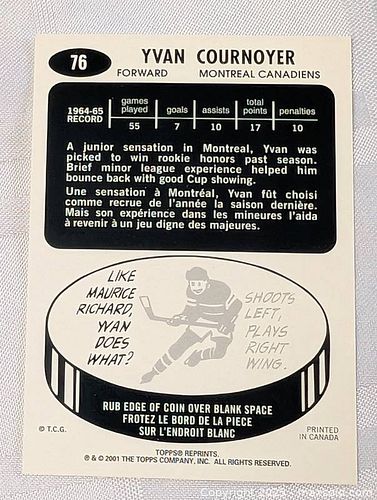 76
YVAN COURNOYER
FORWARD MONTREAL CANADIENS
1964-65 RECORD
games played goals assists total points penalties
55 7 10 17 10
A junior sensation in Montreal, Yvan was
picked to win rookie honors past season.
Brief minor league experience helped him
bounce back with good Cup showing.
Une sensation à Montréal, Yvan fût choisi
comme recrue de l'année la saison dernière.
Mais son expérience dans les mineures l'aida
à revenir à un jeu digne des majeures.
LIKE
MAURICE
RICHARD,
YVAN
DOES
WHAT?
SHOOTS
LEFT,
PLAYS
RIGHT
WING.
RUB EDGE OF COIN OVER BLANK SPACE
FROTEZ LE BORD DE LA PIECE
SUR L'ENDROIT BLANC
© T.C.G.
PRINTED
IN CANADA
TOPPS® REPRINTS.
® & © 2001 THE TOPPS COMPANY, INC. ALL RIGHTS RESERVED.